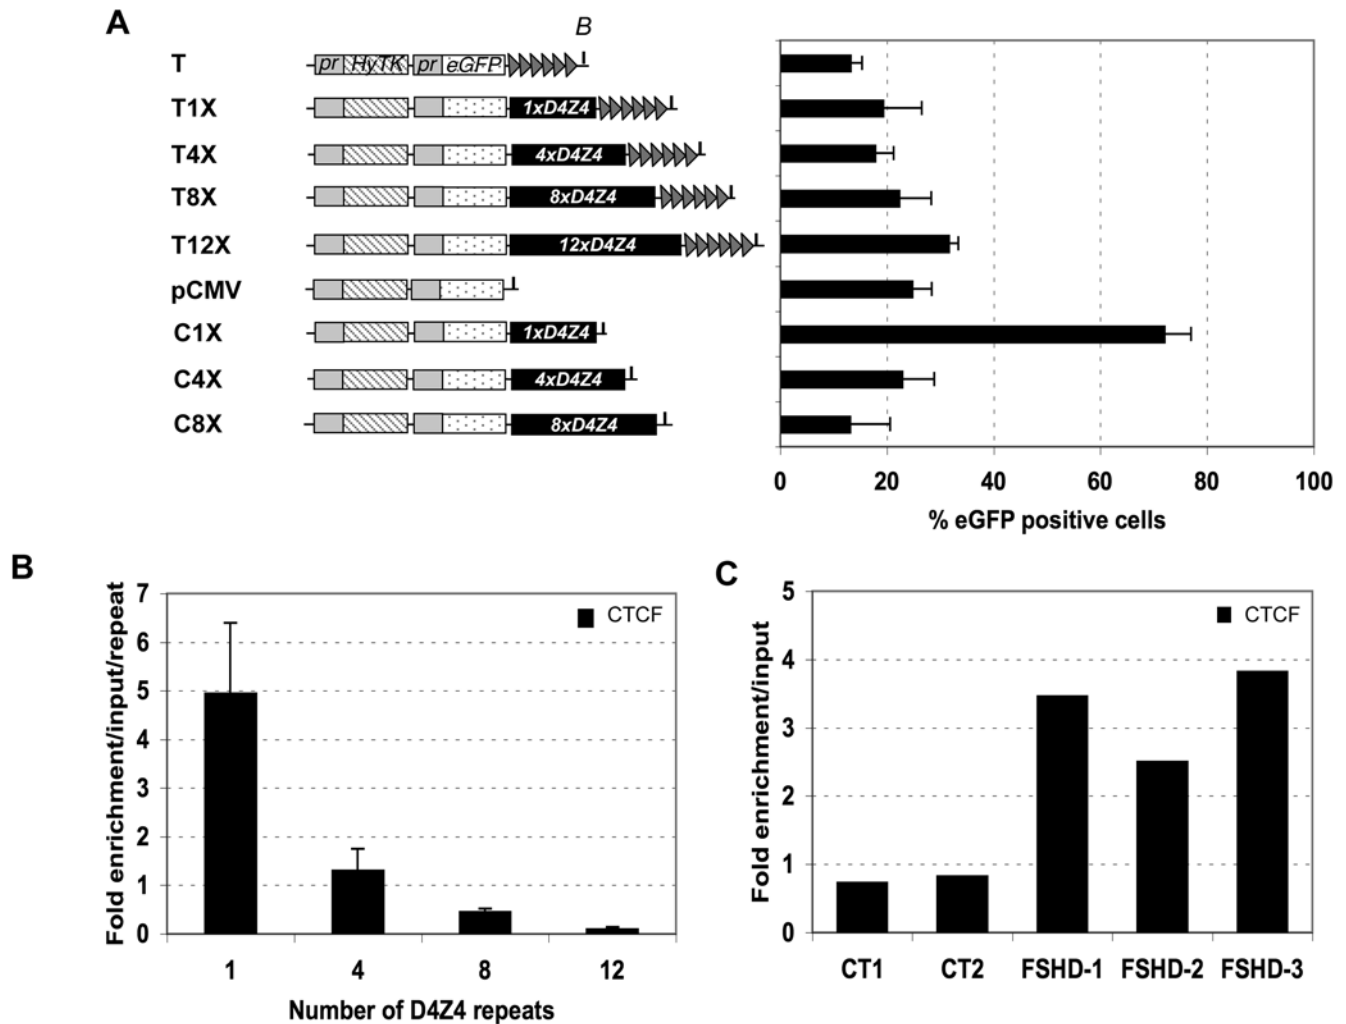 A
B
T
pr HyTK pr eGFP
T1X
1xD4Z4
T4X
4xD4Z4
T8X
8xD4Z4
T12X
12xD4Z4
pCMV
C1X
1xD4Z4
C4X
4xD4Z4
C8X
8xD4Z4
0 20 40 60 80 100
% eGFP positive cells
B
Fold enrichment/input/repeat
7
6
5
4
3
2
1
0
CTCF
1 4 8 12
Number of D4Z4 repeats
C
Fold enrichment/input
5
4
3
2
1
0
CTCF
CT1 CT2 FSHD-1 FSHD-2 FSHD-3